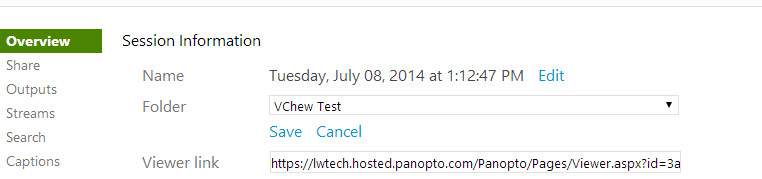 Overview
Session Information
Share
Name Tuesday, July 08, 2014 at 1:12:47 PM Edit
Outputs
Folder VChew Test
Streams
Search
Save Cancel
Captions
Viewer link https://lwtech.hosted.panopto.com/Panopto/Pages/Viewer.aspx?id=3a